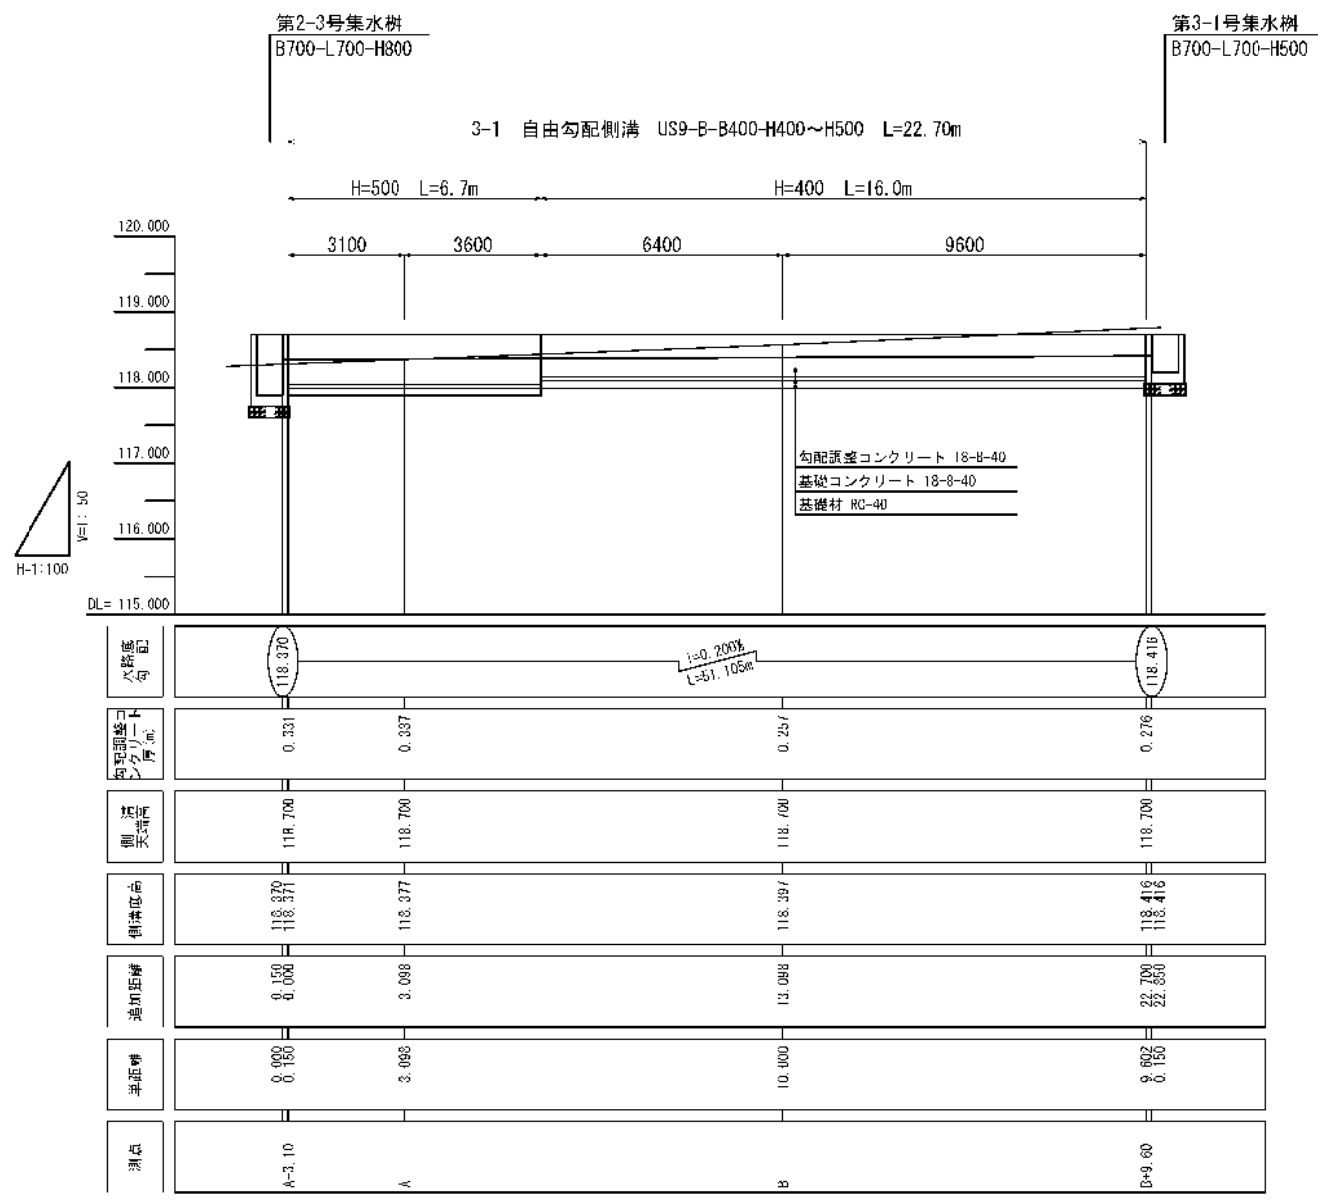 第2-3号集水桝
B700-L700-H800
第3-1号集水桝
B700-L700-H500
3-1 自由勾配側溝 US9-B-B400-H400～H500 L=22.70m
H=500 L=6.7m
H=400 L=16.0m
3100
3600
6400
9600
120.000
119.000
118.000
117.000
116.000
DL= 115.000
V=1:50
H-1:100
勾配調整コンクリート 18-8-40
基礎コンクリート 18-8-40
基礎材 RC-40
水路底
勾 配
118.370
i=0.200%
L=51.105m
118.416
勾配調整コ
ンクリート
厚(m)
0.331
0.337
0.257
0.276
側 溝
天端高
118.700
118.700
118.700
118.700
側溝底高
118.370
118.371
118.377
118.397
118.416
118.416
追加距離
0.150
0.000
3.098
13.098
22.700
22.850
単距離
0.000
0.150
3.098
10.000
9.602
0.150
測点
A-3.10
A
B
B+9.60